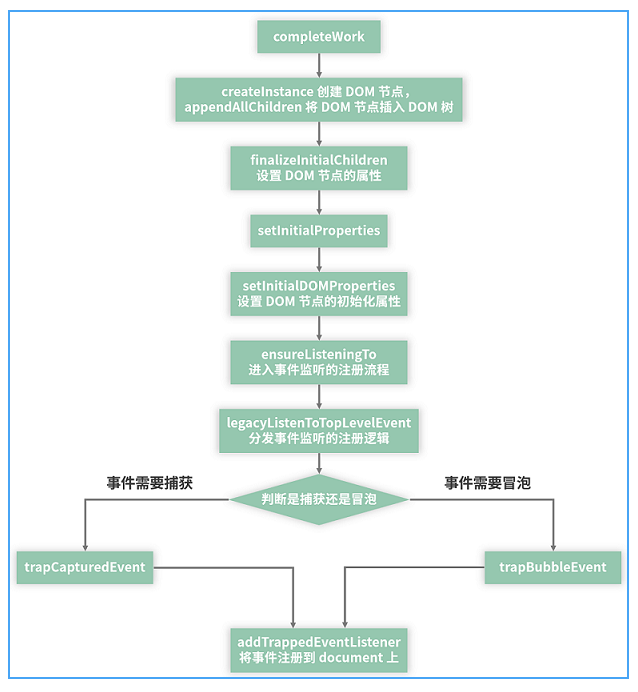 completeWork
createInstance 创建 DOM 节点，
appendAllChildren 将 DOM 节点插入 DOM 树
finalizeInitialChildren
设置 DOM 节点的属性
setInitialProperties
setInitialDOMProperties
设置 DOM 节点的初始化属性
ensureListeningTo
进入事件监听的注册流程
legacyListenToTopLevelEvent
分发事件监听的注册逻辑
事件需要捕获
事件需要冒泡
判断是捕获还是冒泡
trapCapturedEvent
trapBubbleEvent
addTrappedEventListener
将事件注册到 document 上